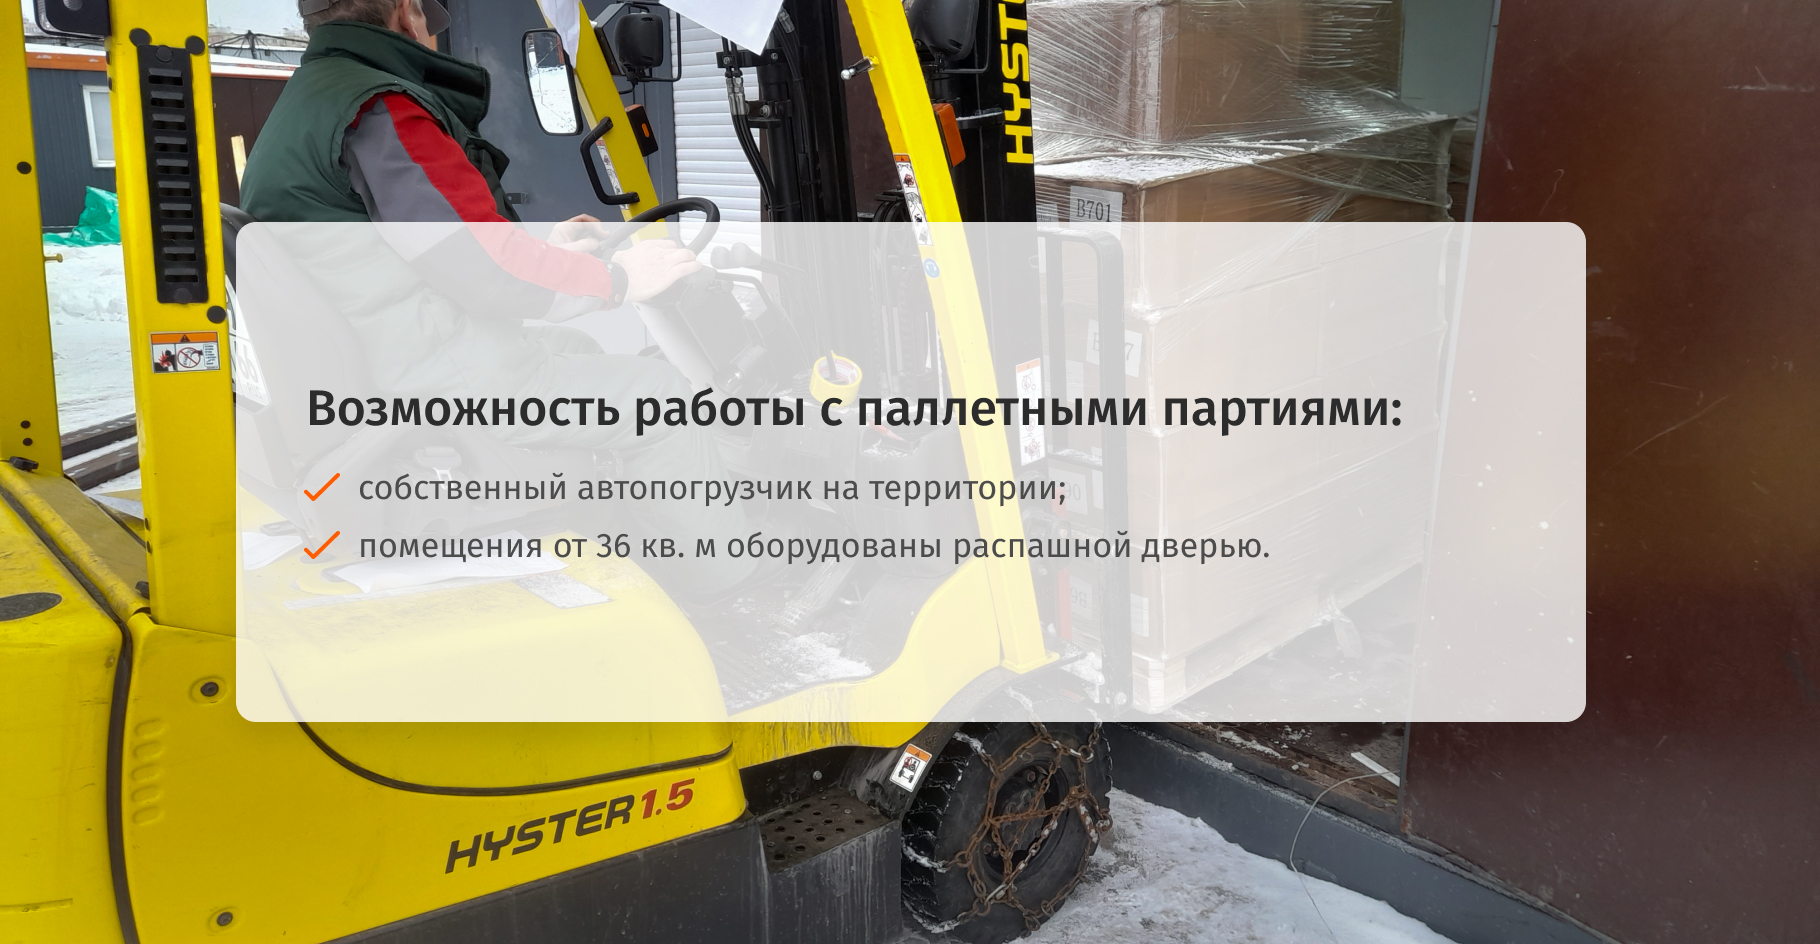 HYST
B701
Возможность работы с паллетными партиями:
собственный автопогрузчик на территории;
помещения от 36 кв. м оборудованы распашной дверью.
HYSTER 1.5